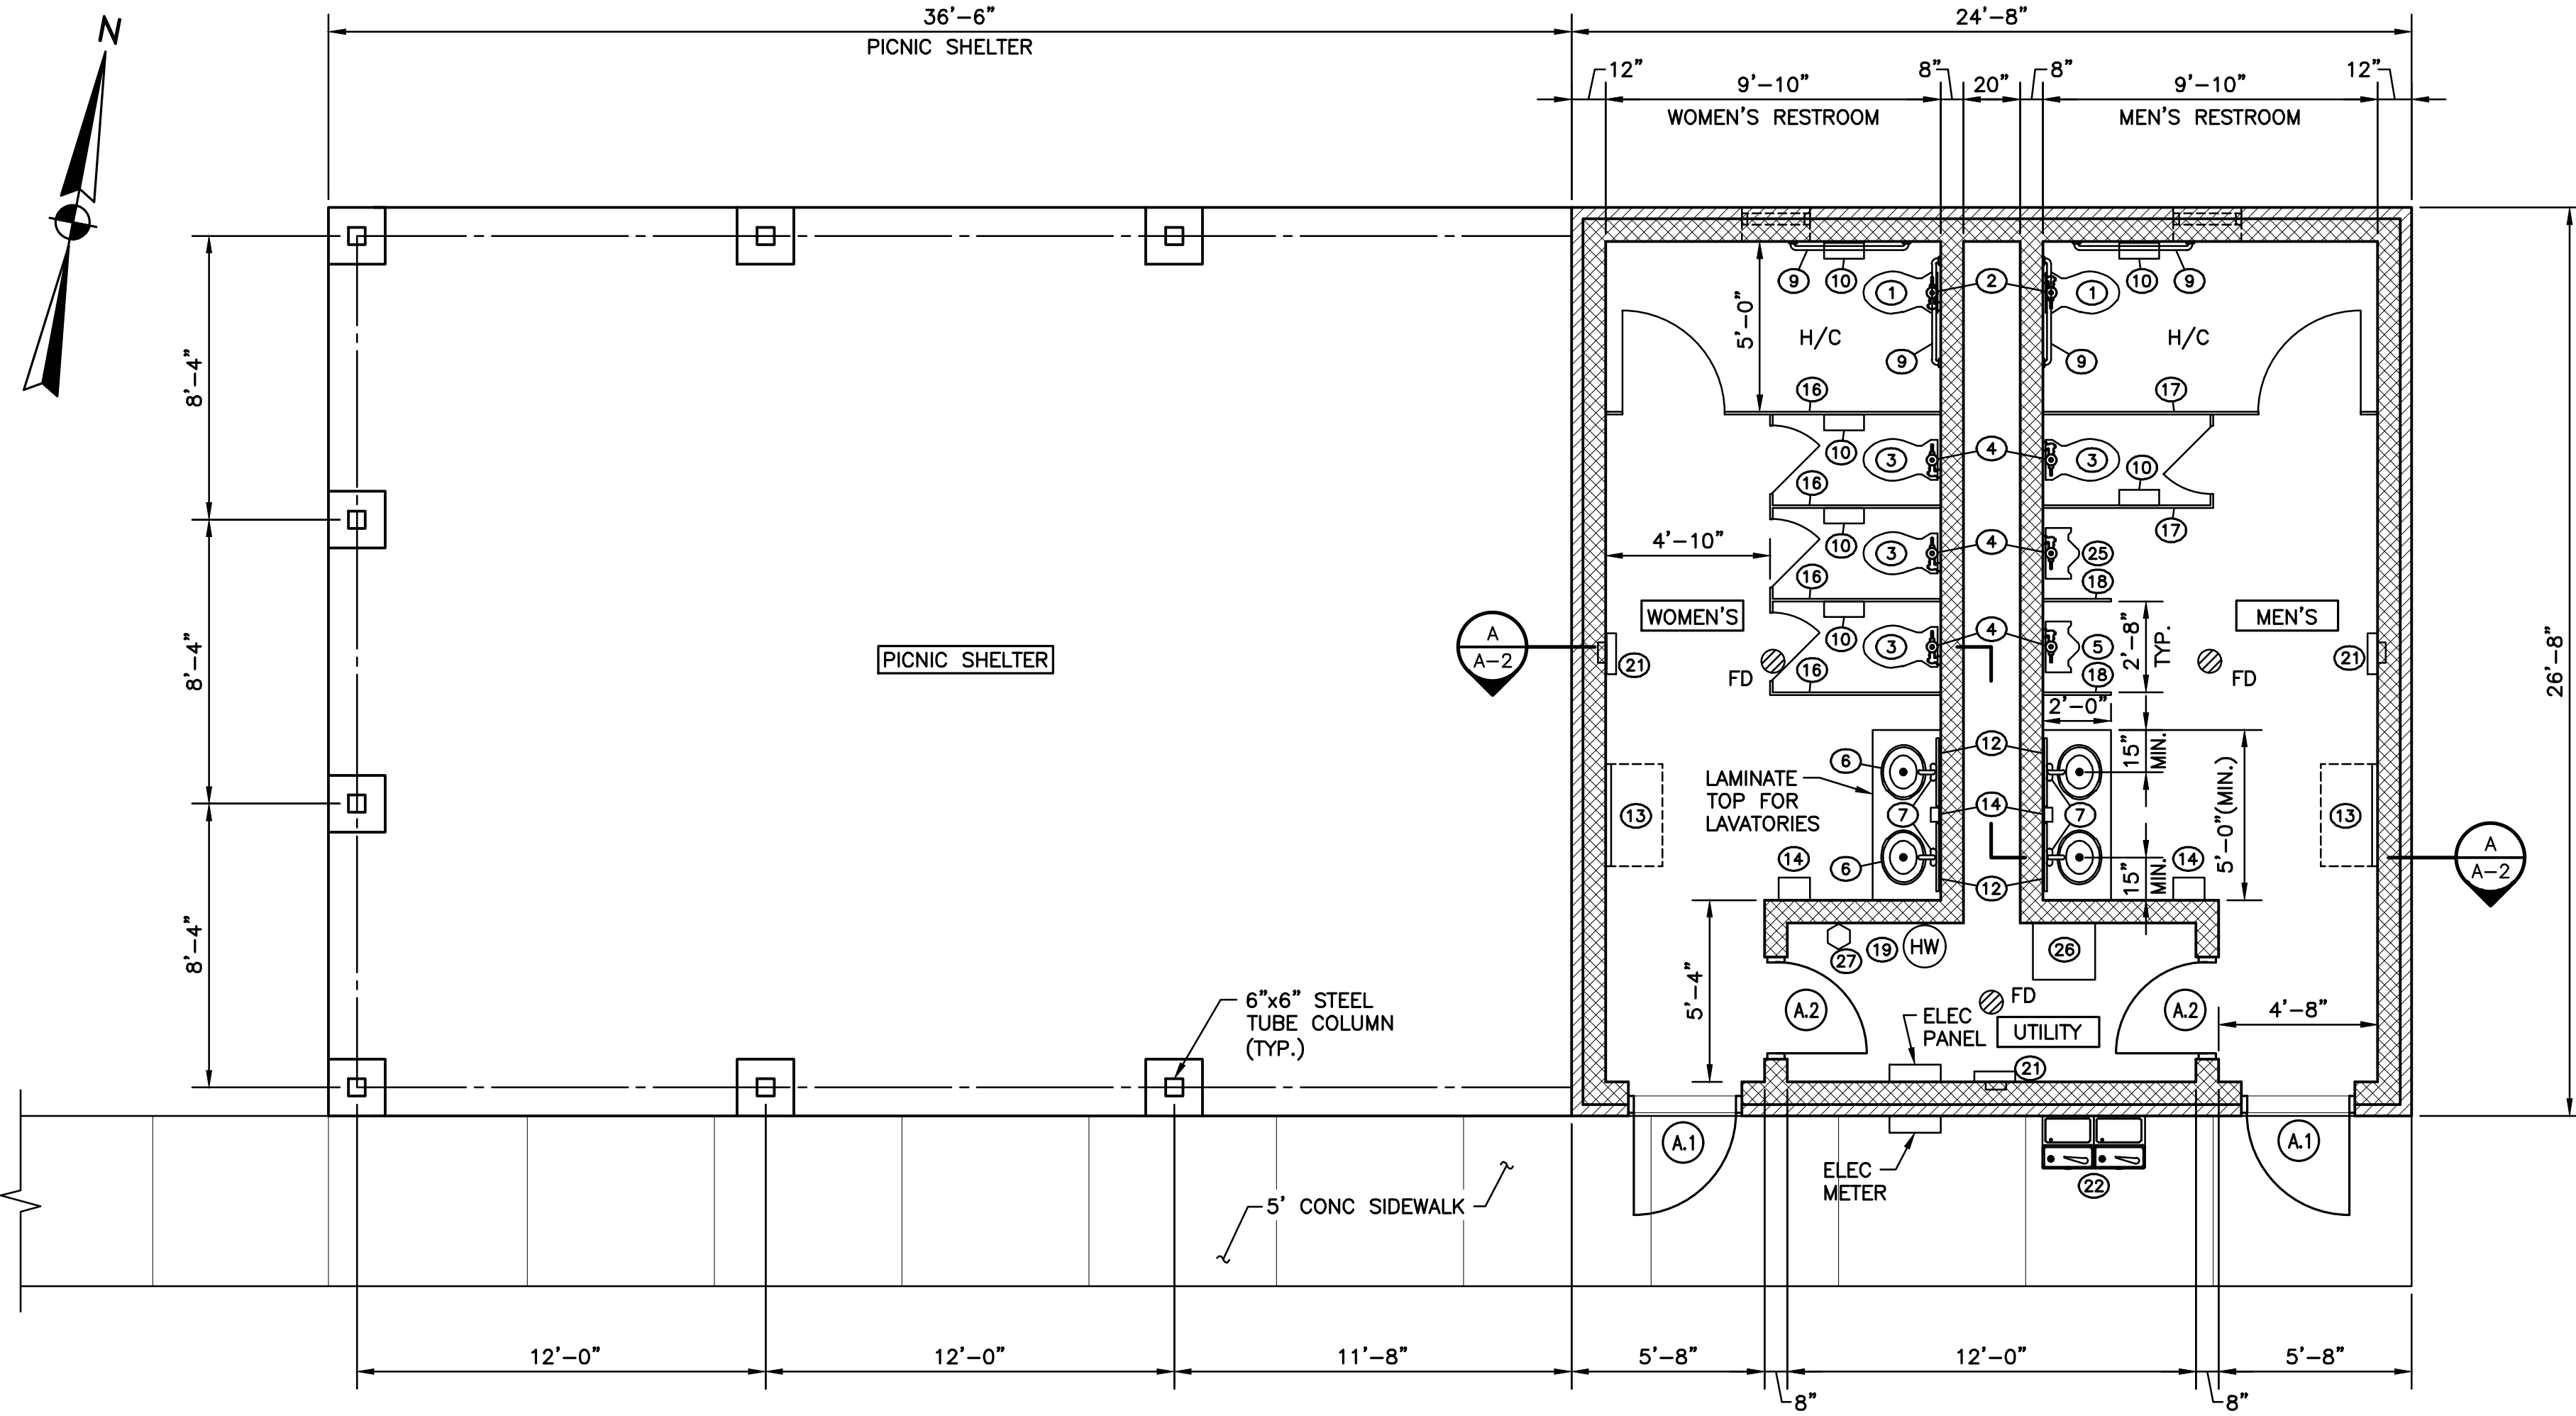 N
36'-6"
PICNIC SHELTER
24'-8"
12"
9'-10"
WOMEN'S RESTROOM
8"
20"
8"
9'-10"
MEN'S RESTROOM
12"
9
10
1
2
1
10
9
5'-0"
H/C
9
9
H/C
8'-4"
16
17
10
3
4
3
10
16
17
4'-10"
10
3
4
25
16
18
WOMEN'S
MEN'S
A
A-2
10
3
4
5
2'-8"
TYP.
21
21
PICNIC SHELTER
8'-4"
26'-8"
FD
16
18
FD
2'-0"
6
12
15"
MIN.
LAMINATE
TOP FOR
LAVATORIES
13
7
14
7
13
5'-0"(MIN.)
14
6
12
15"
MIN.
14
A
A-2
8'-4"
5'-4"
27
19
HW
26
6"x6" STEEL
TUBE COLUMN
(TYP.)
A.2
FD
A.2
4'-8"
ELEC
PANEL
UTILITY
21
A.1
A.1
ELEC
METER
22
5' CONC SIDEWALK
12'-0"
12'-0"
11'-8"
5'-8"
12'-0"
5'-8"
8"
8"